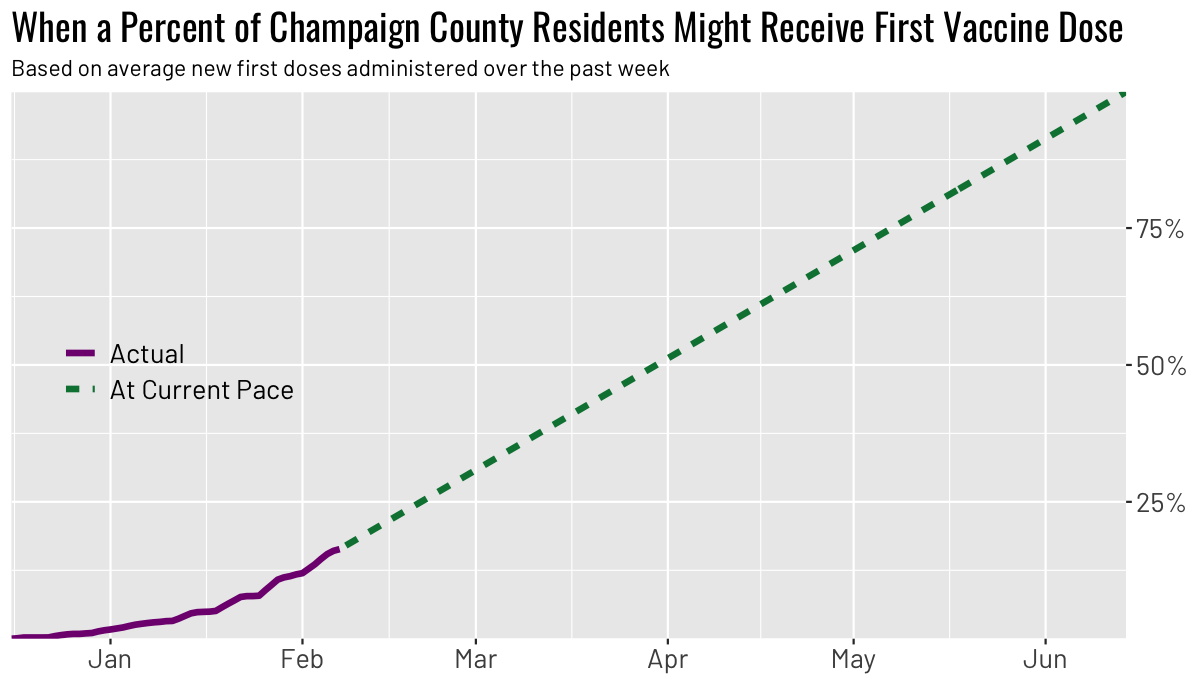 When a Percent of Champaign County Residents Might Receive First Vaccine Dose
Based on average new first doses administered over the past week
75%
Actual
50%
At Current Pace
25%
Jan Feb Mar Apr May Jun